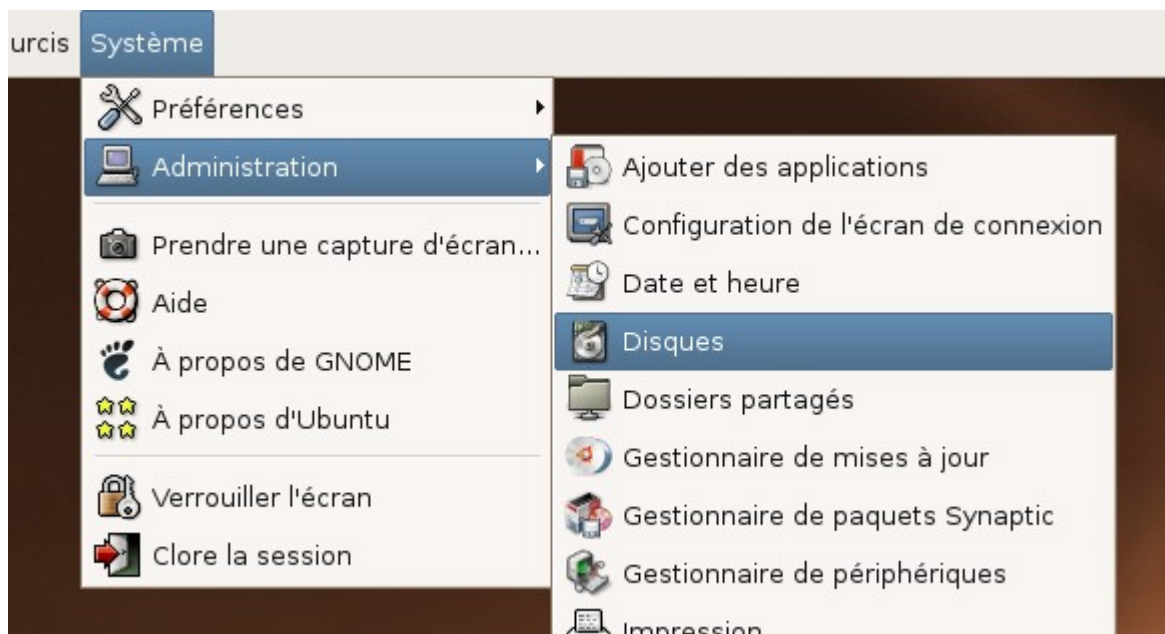 urcis Système
Préférences
Administration
Prendre une capture d'écran...
Aide
À propos de GNOME
À propos d'Ubuntu
Verrouiller l'écran
Clore la session
Ajouter des applications
Configuration de l'écran de connexion
Date et heure
Disques
Dossiers partagés
Gestionnaire de mises à jour
Gestionnaire de paquets Synaptic
Gestionnaire de périphériques
Impression